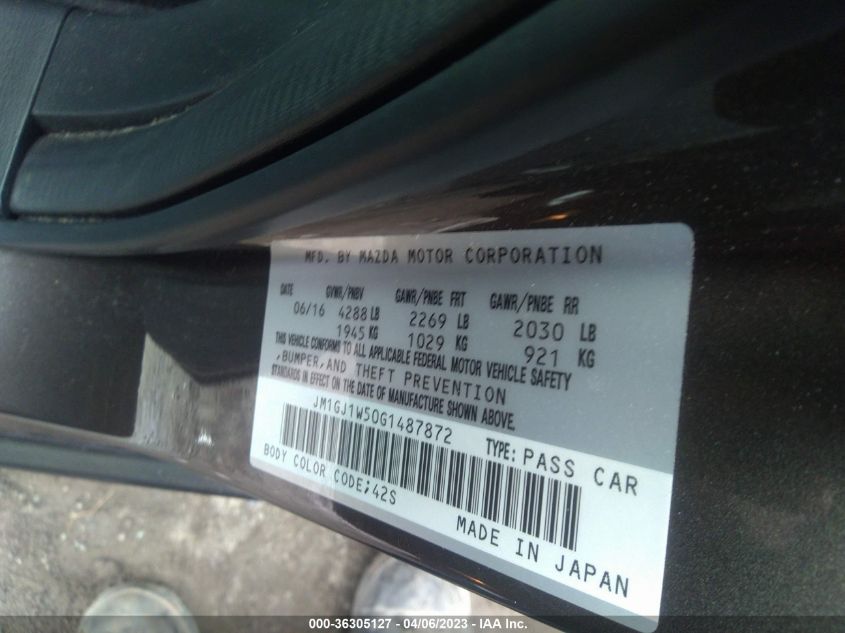 MFD. BY MAZDA MOTOR CORPORATION
DATE GVWR/PNBV GAWR/PNBE FRT GAWR/PNBE RR
06/16 4288 LB 2269 LB 2030 LB
1945 KG 1029 KG 921 KG
THIS VEHICLE CONFORMS TO ALL APPLICABLE FEDERAL MOTOR VEHICLE SAFETY
,BUMPER,AND THEFT PREVENTION
STANDARDS IN EFFECT ON THE DATE OF MANUFACTURE SHOWN ABOVE.
JM1GJ1W50G1487872 TYPE: PASS CAR
BODY COLOR CODE;42S
MADE IN JAPAN
000-36305127 - 04/06/2023 - IAA Inc.